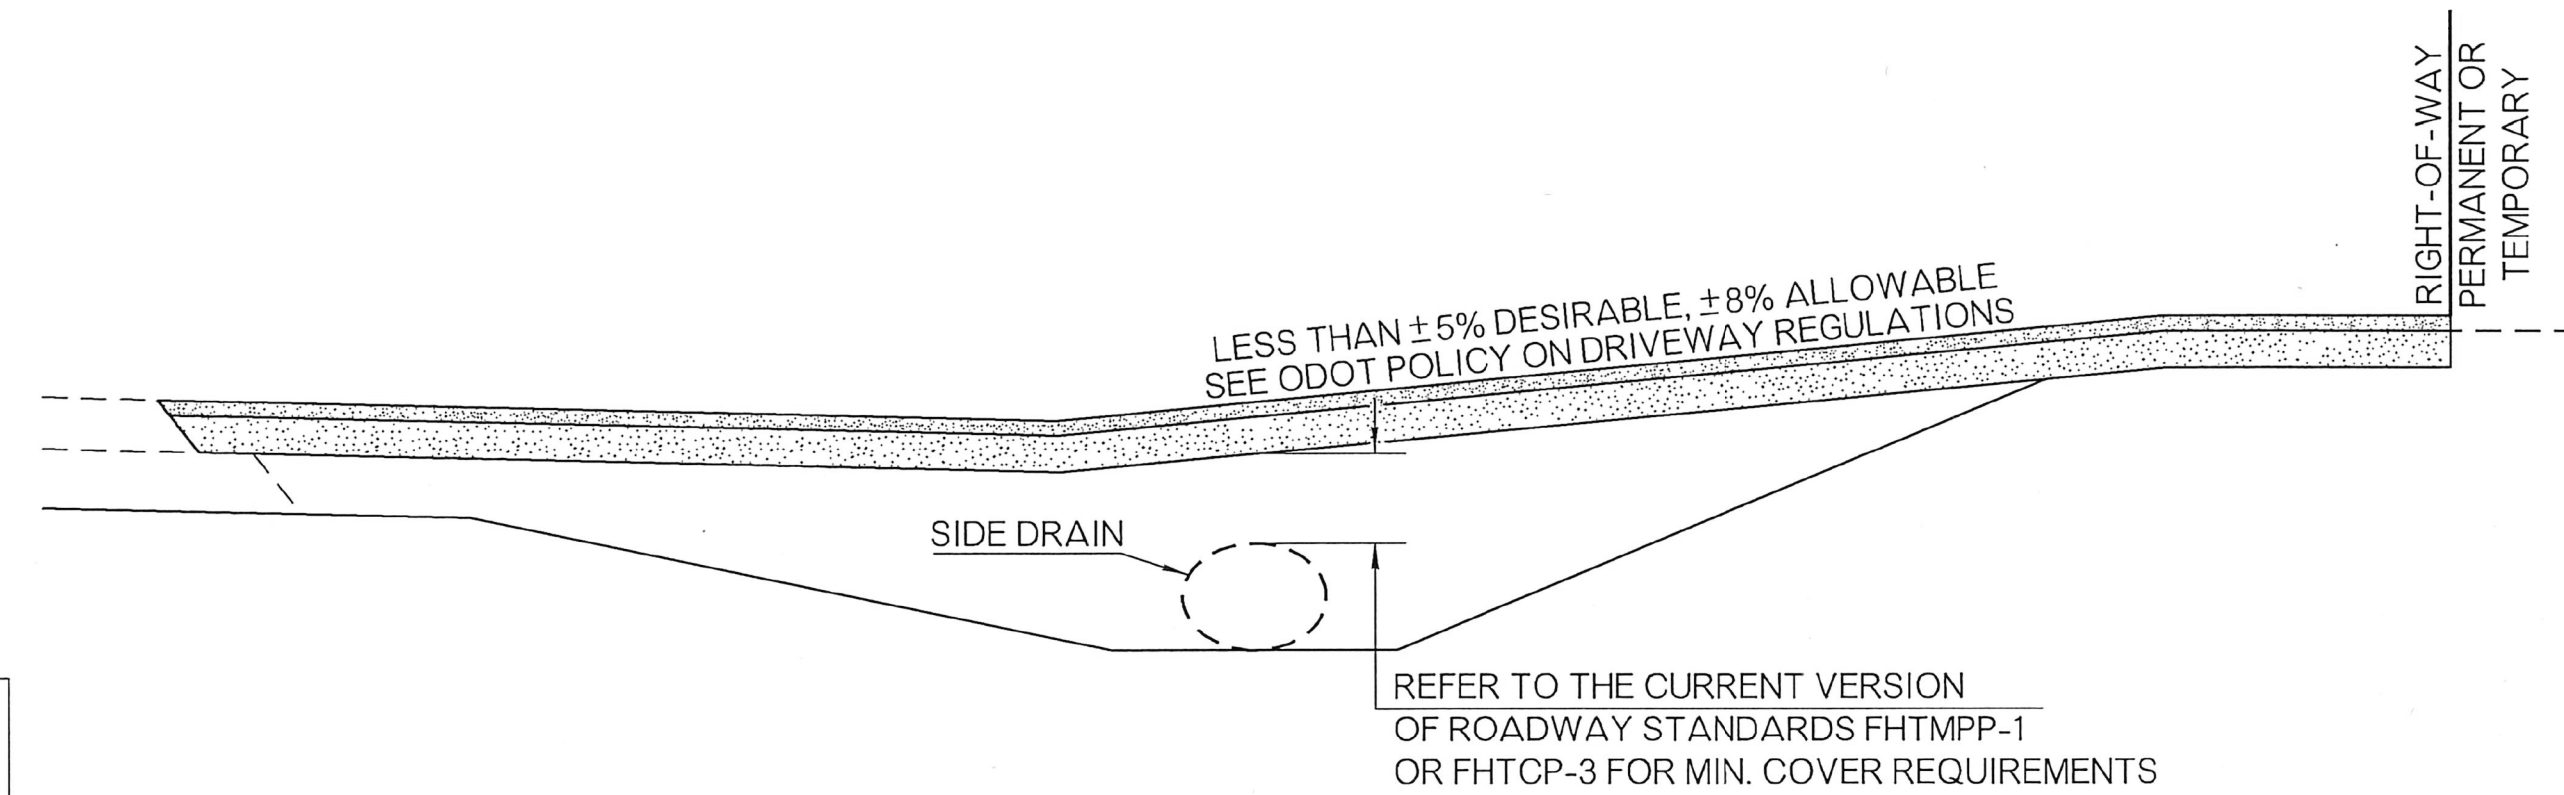 RIGHT-OF-WAY
PERMANENT OR
TEMPORARY
LESS THAN ±5% DESIRABLE, ±8% ALLOWABLE
SEE ODOT POLICY ON DRIVEWAY REGULATIONS
SIDE DRAIN
REFER TO THE CURRENT VERSION
OF ROADWAY STANDARDS FHTMPP-1
OR FHTCP-3 FOR MIN. COVER REQUIREMENTS